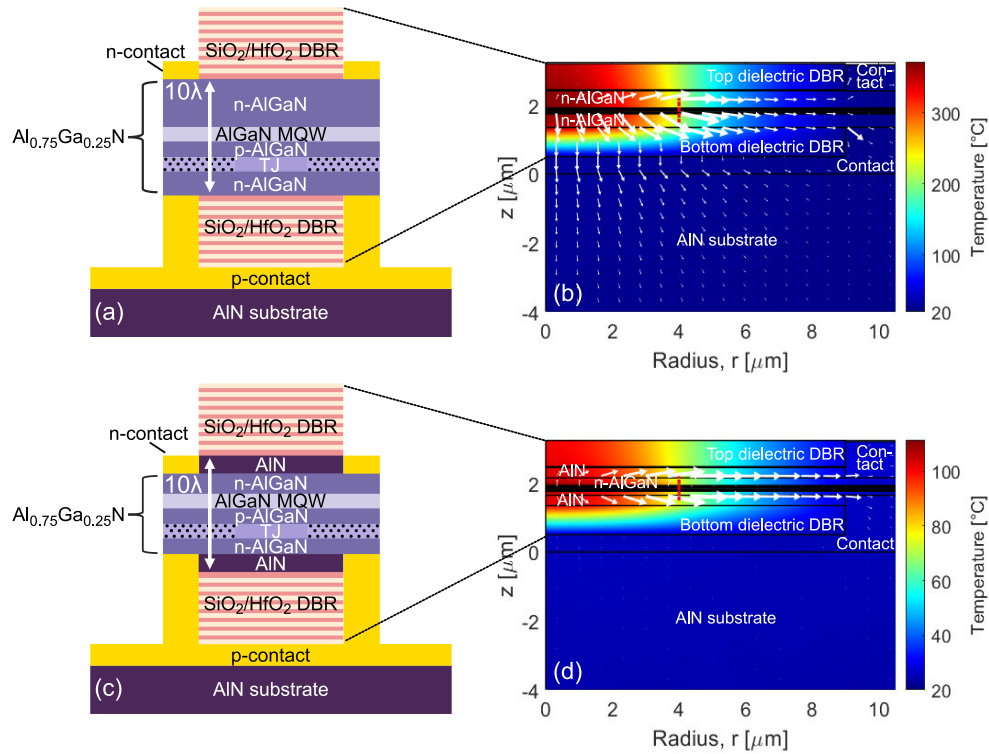 SiO₂/HfO₂ DBR
n-contact
10λ
n-AlGaN
Al₀.₇₅Ga₀.₂₅N
AlGaN MQW
p-AlGaN
TJ
n-AlGaN
SiO₂/HfO₂ DBR
p-contact
(a)
AlN substrate
Top dielectric DBR
Con-
tact
n-AlGaN
n-AlGaN
Bottom dielectric DBR
Contact
AlN substrate
(b)
2
0
-2
-4
z [μm]
0
2
4
6
8
10
Radius, r [μm]
300
200
100
20
Temperature [°C]
SiO₂/HfO₂ DBR
n-contact
AlN
10λ
n-AlGaN
AlGaN MQW
Al₀.₇₅Ga₀.₂₅N
p-AlGaN
TJ
n-AlGaN
AlN
SiO₂/HfO₂ DBR
p-contact
(c)
AlN substrate
Top dielectric DBR
Con-
tact
AlN
n-AlGaN
AlN
Bottom dielectric DBR
Contact
AlN substrate
(d)
2
0
-2
4
z [μm]
0
2
4
6
8
10
Radius, r [μm]
100
80
60
40
20
Temperature [°C]